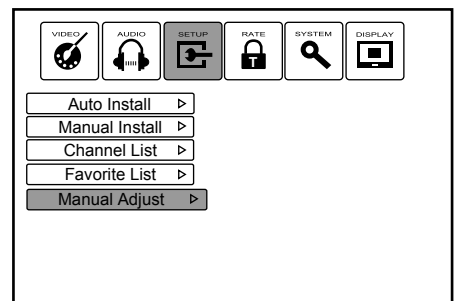 VIDEO AUDIO SETUP RATE SYSTEM DISPLAY
T
Auto Install
Manual Install
Channel List
Favorite List
Manual Adjust